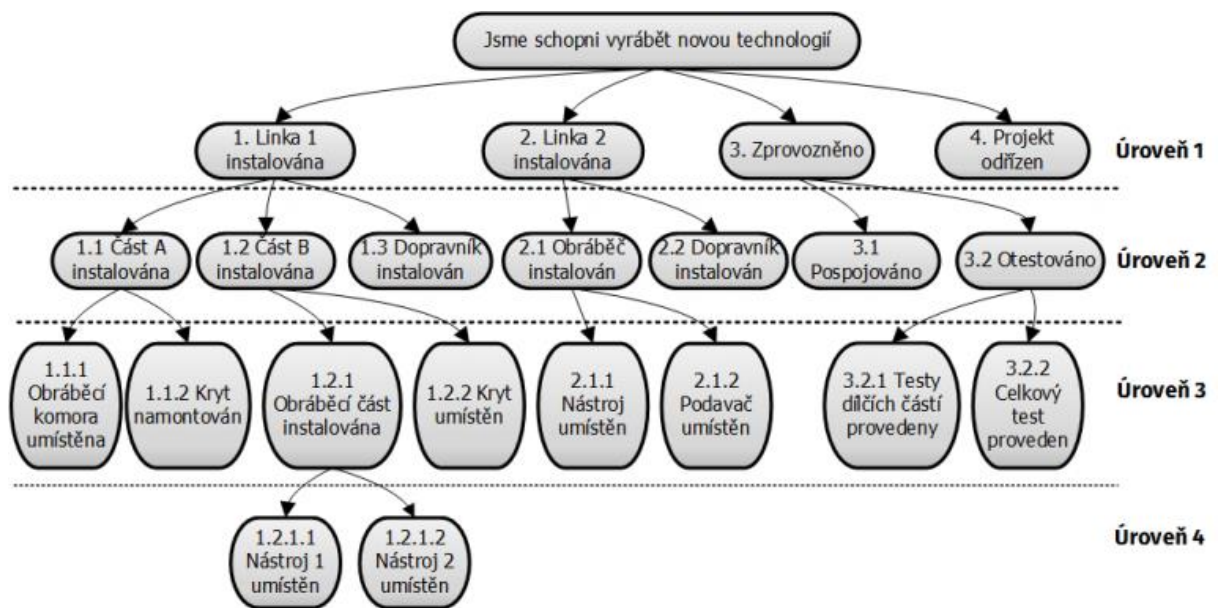 Jsme schopni vyrábět novou technologií
1. Linka 1
instalována
2. Linka 2
instalována
3. Zprovozněno
4. Projekt
odřízen
Úroveň 1
1.1 Část A
instalována
1.2 Část B
instalována
1.3 Dopravník
instalován
2.1 Obráběč
instalován
2.2 Dopravník
instalován
3.1
Pospojováno
3.2 Otestováno
Úroveň 2
1.1.1
Obráběcí
komora
umístěna
1.1.2 Kryt
namontován
1.2.1
Obráběcí část
instalována
1.2.2 Kryt
umístěn
2.1.1
Nástroj
umístěn
2.1.2
Podavač
umístěn
3.2.1 Testy
dílčích částí
provedeny
3.2.2
Celkový
test
proveden
Úroveň 3
1.2.1.1
Nástroj 1
umístěn
1.2.1.2
Nástroj 2
umístěn
Úroveň 4